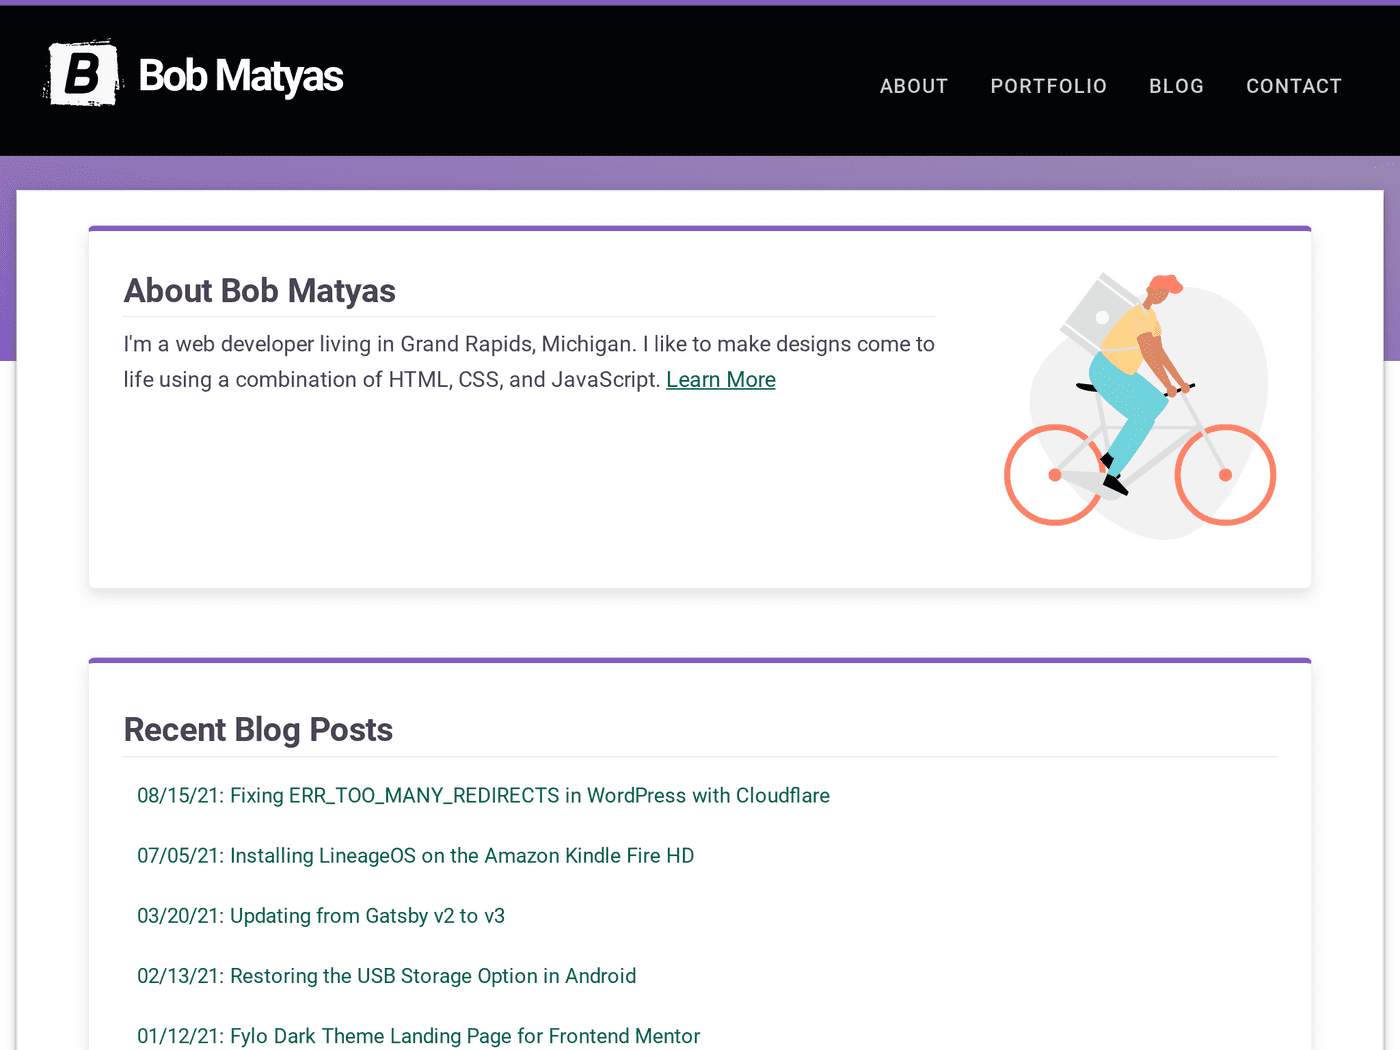 B Bob Matyas
ABOUT PORTFOLIO BLOG CONTACT
About Bob Matyas
I'm a web developer living in Grand Rapids, Michigan. I like to make designs come to
life using a combination of HTML, CSS, and JavaScript. Learn More
Recent Blog Posts
08/15/21: Fixing ERR_TOO_MANY_REDIRECTS in WordPress with Cloudflare
07/05/21: Installing LineageOS on the Amazon Kindle Fire HD
03/20/21: Updating from Gatsby v2 to v3
02/13/21: Restoring the USB Storage Option in Android
01/12/21: Fylo Dark Theme Landing Page for Frontend Mentor